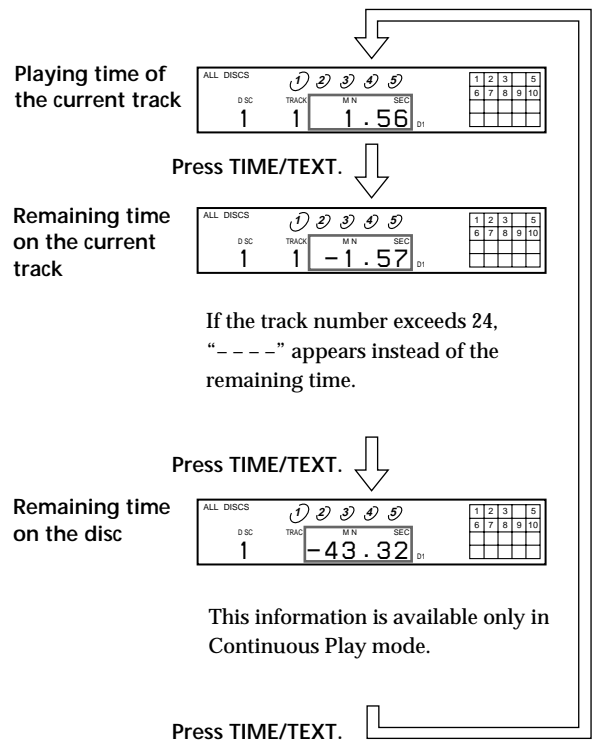 Playing time of
the current track
ALL DISCS
1 2 3 4 5
D SC TRACK M N SEC
1 1 1.56 D1
1 2 3 5
6 7 8 9 10
Press TIME/TEXT.
Remaining time
on the current
track
ALL DISCS
1 2 3 4 5
D SC TRACK M N SEC
1 1 –1.57 D1
1 2 3 5
6 7 8 9 10
If the track number exceeds 24,
“– – – –” appears instead of the
remaining time.
Press TIME/TEXT.
Remaining time
on the disc
ALL DISCS
1 2 3 4 5
D SC TRAC M N SEC
1 –43.32 D1
1 2 3 5
6 7 8 9 10
This information is available only in
Continuous Play mode.
Press TIME/TEXT.